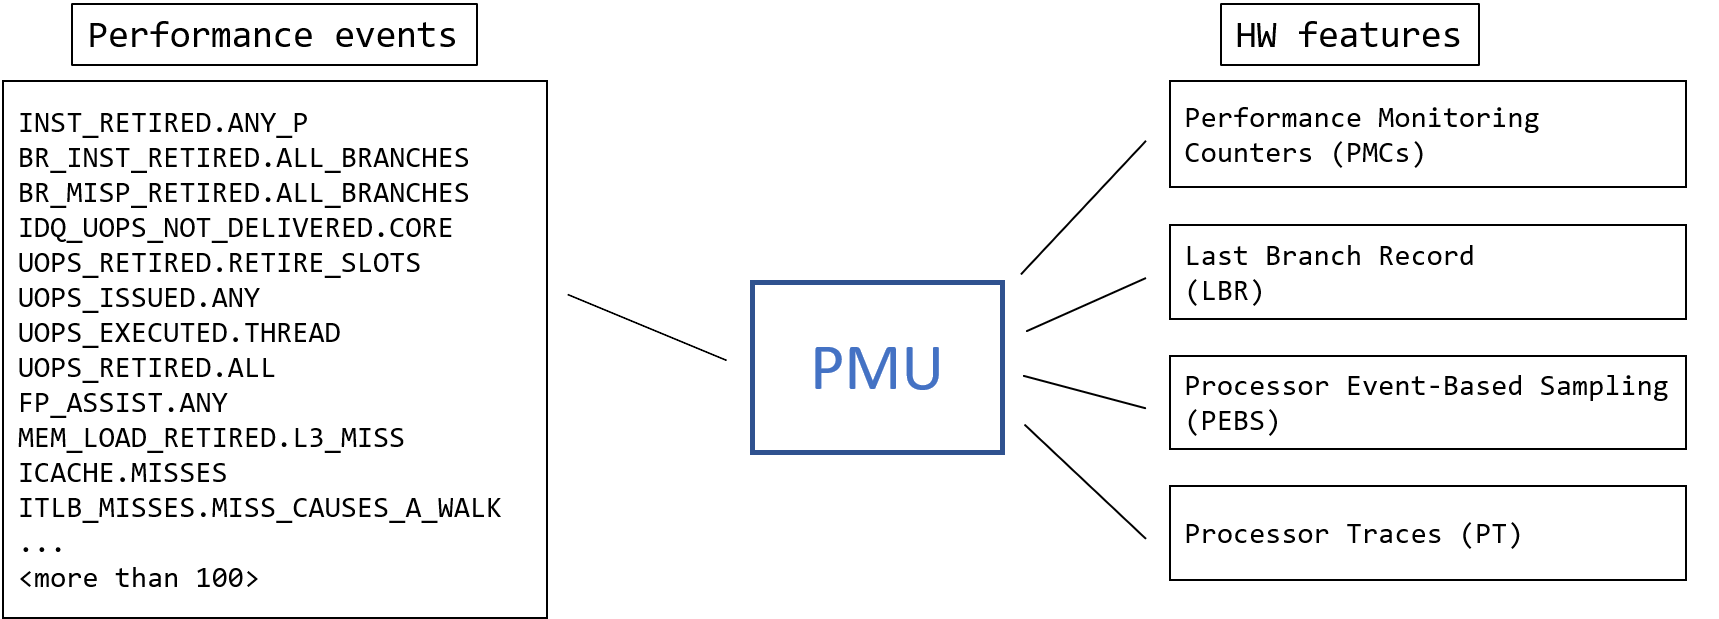 Performance events
INST_RETIRED.ANY_P
BR_INST_RETIRED.ALL_BRANCHES
BR_MISP_RETIRED.ALL_BRANCHES
IDQ_UOPS_NOT_DELIVERED.CORE
UOPS_RETIRED.RETIRE_SLOTS
UOPS_ISSUED.ANY
UOPS_EXECUTED.THREAD
UOPS_RETIRED.ALL
FP_ASSIST.ANY
MEM_LOAD_RETIRED.L3_MISS
ICACHE.MISSES
ITLB_MISSES.MISS_CAUSES_A_WALK
...
<more than 100>
PMU
HW features
Performance Monitoring
Counters (PMCs)
Last Branch Record
(LBR)
Processor Event-Based Sampling
(PEBS)
Processor Traces (PT)